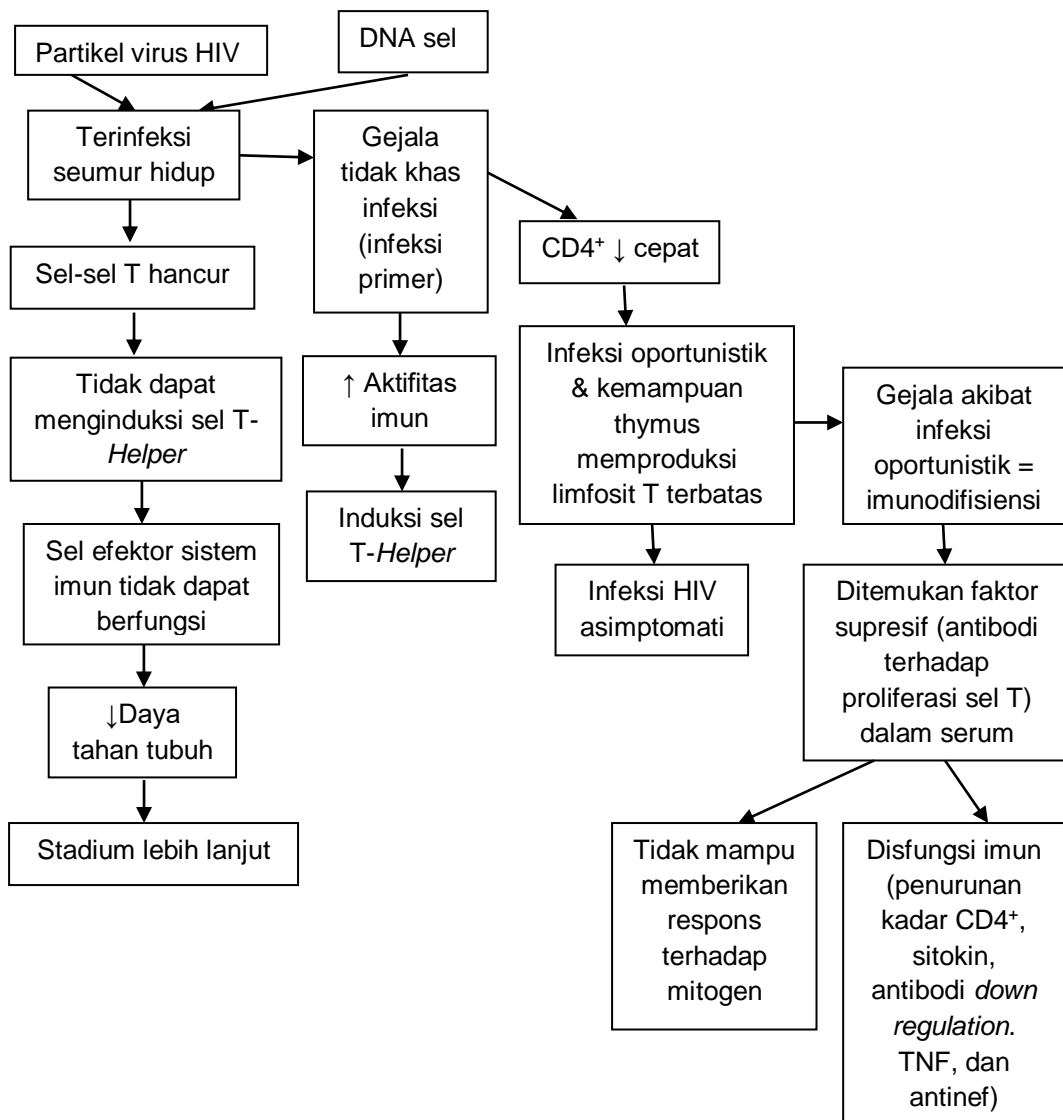 Partikel virus HIV
DNA sel
Terinfeksi
seumur hidup
Gejala
tidak khas
infeksi
(infeksi
primer)
CD4⁺ ↓ cepat
Sel-sel T hancur
Tidak dapat
menginduksi sel T-
Helper
↑ Aktifitas
imun
Infeksi oportunistik
& kemampuan
thymus
memproduksi
limfosit T terbatas
Gejala akibat
infeksi
oportunistik =
imunodifisiensi
Sel efektor sistem
imun tidak dapat
berfungsi
Induksi sel
T-Helper
Infeksi HIV
asimptomati
Ditemukan faktor
supresif (antibodi
terhadap
proliferasi sel T)
dalam serum
↓Daya
tahan tubuh
Stadium lebih lanjut
Tidak mampu
memberikan
respons
terhadap
mitogen
Disfungsi imun
(penurunan
kadar CD4⁺,
sitokin,
antibodi down
regulation.
TNF, dan
antinef)